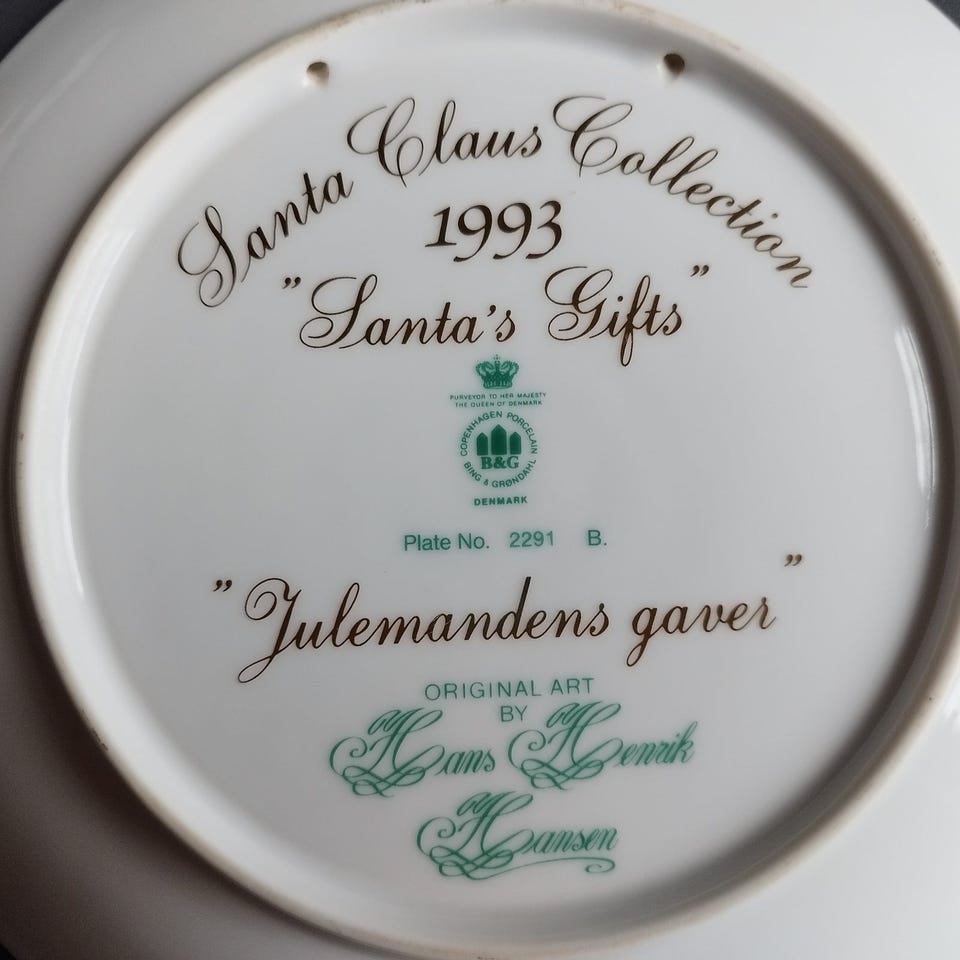 Santa Claus Collection
1993
"Santa's Gifts"
PURVEYOR TO HER MAJESTY
THE QUEEN OF DENMARK
COPENHAGEN PORCELAIN
B&G
BING & GRØNDAHL
DENMARK
Plate No. 2291 B.
"Julemandens gaver"
ORIGINAL ART
BY
Hans Henrik
Hansen